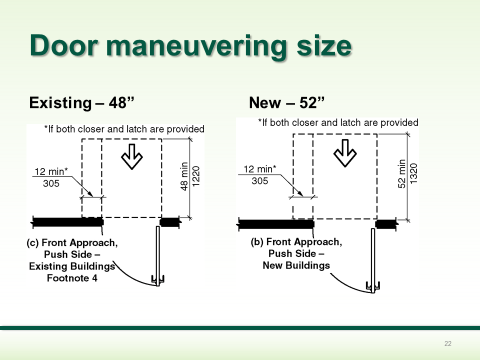 Door maneuvering size
Existing – 48”
*If both closer and latch are provided
12 min*
305
48 min
1220
(c) Front Approach,
Push Side –
Existing Buildings
Footnote 4
New – 52”
*If both closer and latch are provided
12 min*
305
52 min
1320
(b) Front Approach,
Push Side –
New Buildings
22